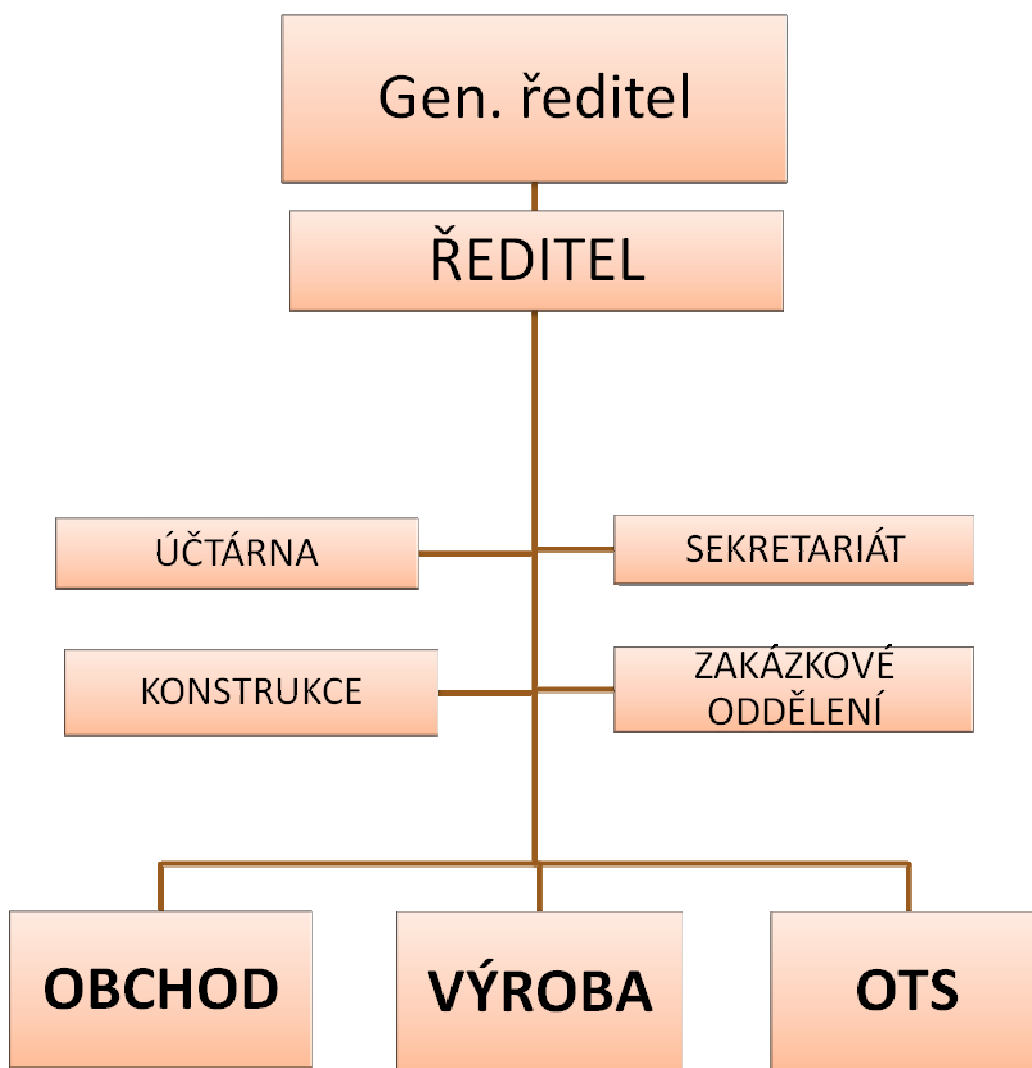 Gen. ředitel
ŘEDITEL
ÚČTÁRNA
SEKRETARIÁT
KONSTRUKCE
ZAKÁZKOVÉ
ODDĚLENÍ
OBCHOD
VÝROBA
OTS